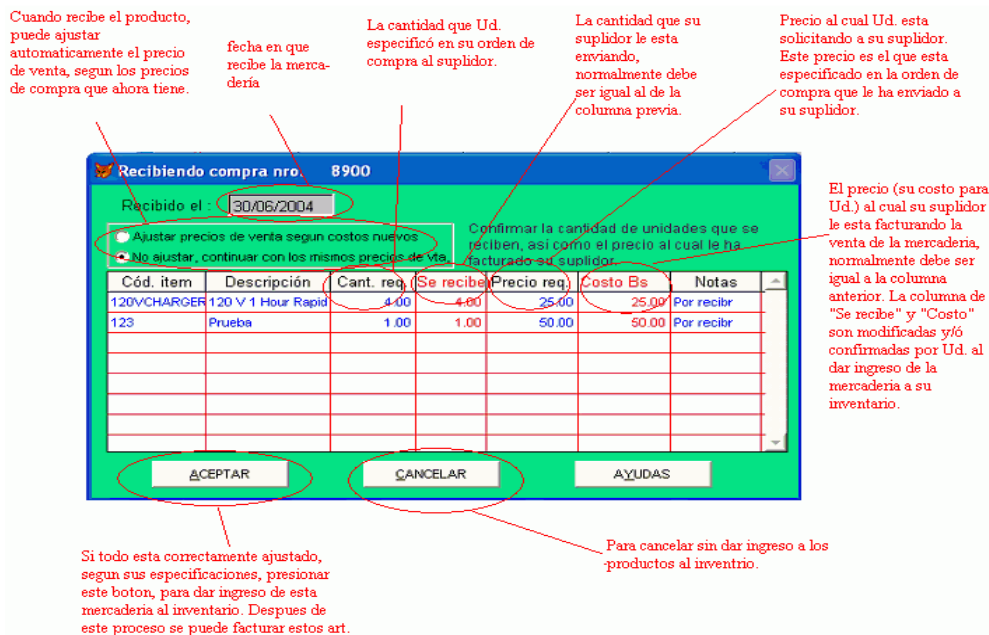 Cuando recibe el producto,
puede ajustar
automaticamente el precio
de venta, segun los precios
de compra que ahora tiene.
fecha en que
recibe la merca-
dería
La cantidad que Ud.
especificó en su orden de
compra al suplidor.
La cantidad que su
suplidor le esta
enviando,
normalmente debe
ser igual al de la
columna previa.
Precio al cual Ud. esta
solicitando a su suplidor.
Este precio es el que esta
especificado en la orden de
compra que le ha enviado a
su suplidor.
Recibiendo compra nro. 8900
Recibido el : 30/06/2004
Ajustar precios de venta segun costos nuevos
No ajustar, continuar con los mismos precios de vta.
Confirmar la cantidad de unidades que se
reciben, asi como el precio al cual le ha
facturado su suplidor.
Cód. item Descripción Cant. req. Se recibe Precio req. Costo Bs Notas
120VCHARGER 120 V 1 Hour Rapid 4.00 4.00 25.00 25.00 Por recibr
123 Prueba 1.00 1.00 50.00 50.00 Por recibr
ACEPTAR CANCELAR AYUDAS
El precio (su costo para
Ud.) al cual su suplidor
le esta facturando la
venta de la mercaderia,
normalmente debe ser
igual a la columna
anterior. La columna de
"Se recibe" y "Costo"
son modificadas y/ó
confirmadas por Ud. al
dar ingreso de la
mercaderia a su
inventario.
Si todo esta correctamente ajustado,
segun sus especificaciones, presionar
este boton, para dar ingreso de esta
mercaderia al inventario. Despues de
este proceso se puede facturar estos art.
Para cancelar sin dar ingreso a los
productos al inventrio.